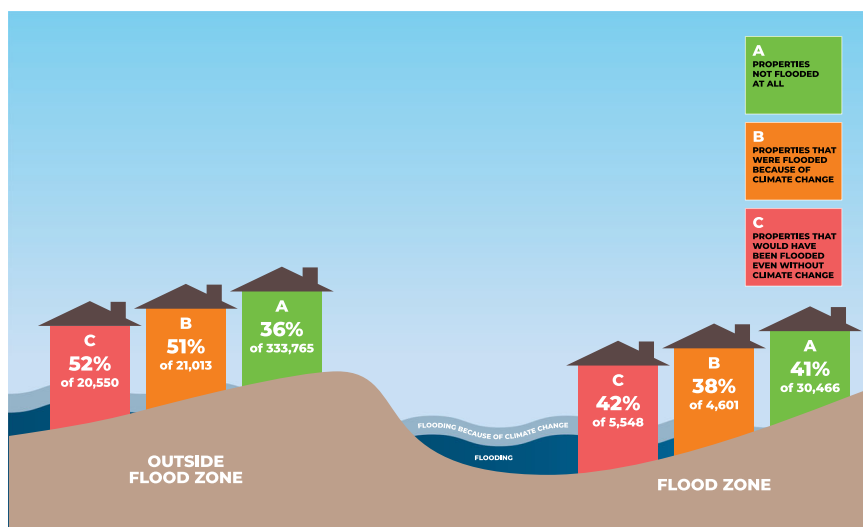 A
PROPERTIES
NOT FLOODED
AT ALL
B
PROPERTIES THAT
WERE FLOODED
BECAUSE OF
CLIMATE CHANGE
C
PROPERTIES THAT
WOULD HAVE
BEEN FLOODED
EVEN WITHOUT
CLIMATE CHANGE
C
52%
of 20,550
B
51%
of 21,013
A
36%
of 333,765
C
42%
of 5,548
B
38%
of 4,601
A
41%
of 30,466
FLOODING BECAUSE OF CLIMATE CHANGE
FLOODING
OUTSIDE
FLOOD ZONE
FLOOD ZONE